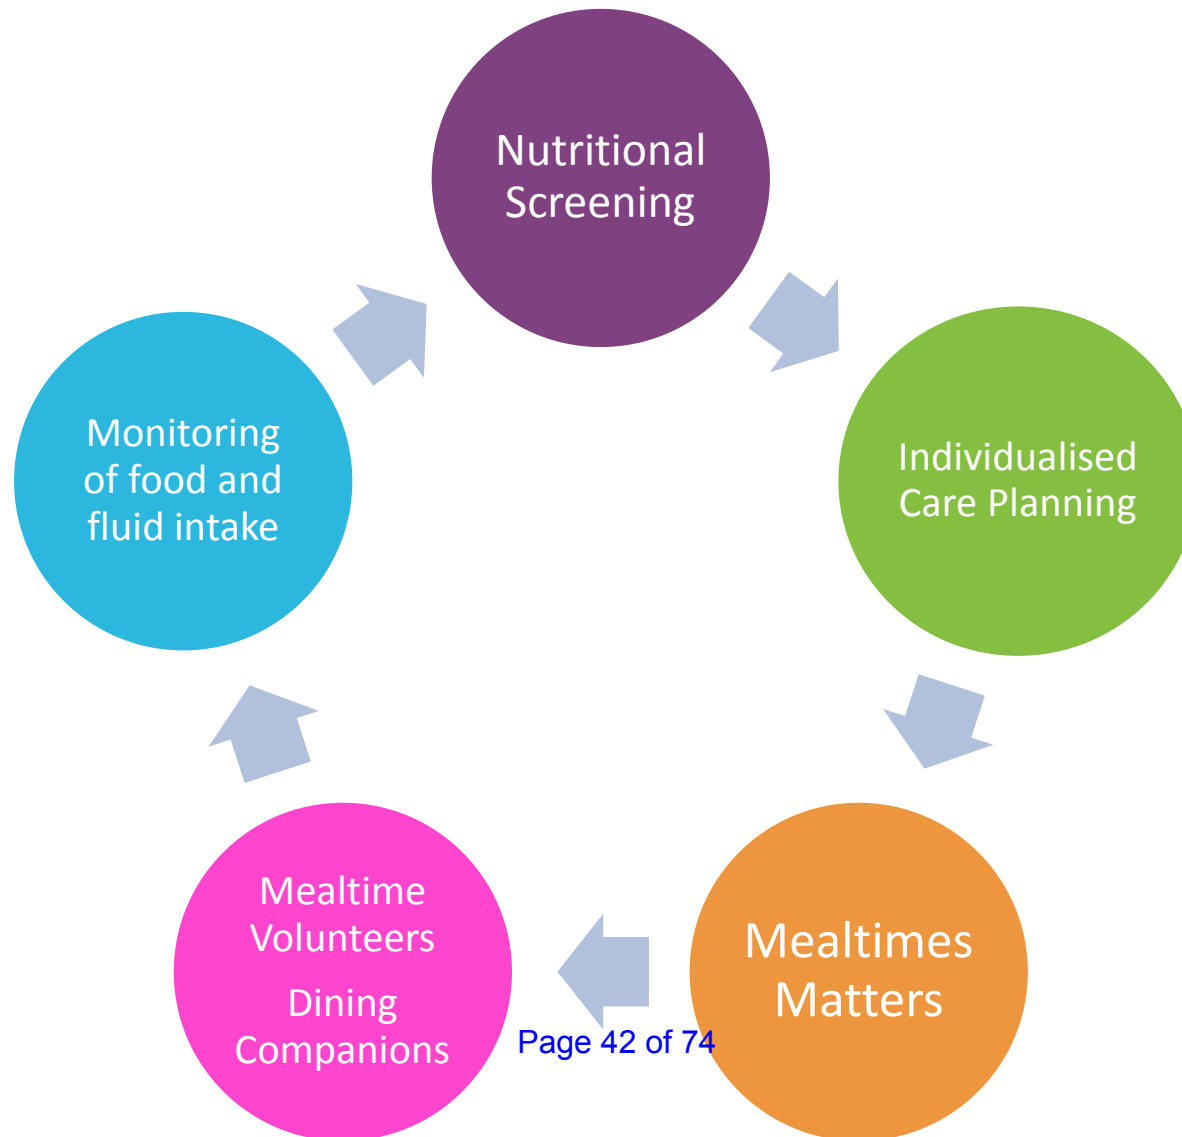 Nutritional
Screening
Individualised
Care Planning
Mealtimes
Matters
Mealtime
Volunteers
Dining
Companions
Monitoring
of food and
fluid intake
Page 42 of 74